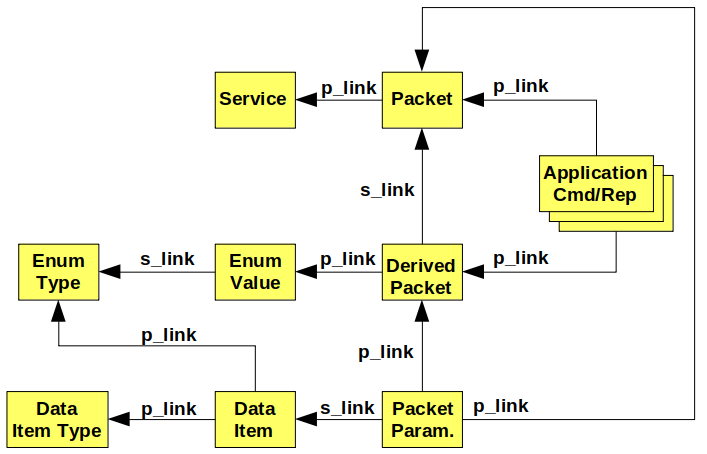 Service
p_link
Packet
p_link
Application
Cmd/Rep
s_link
Enum
Type
s_link
Enum
Value
p_link
Derived
Packet
p_link
p_link
p_link
Data
Item Type
p_link
Data
Item
s_link
Packet
Param.
p_link